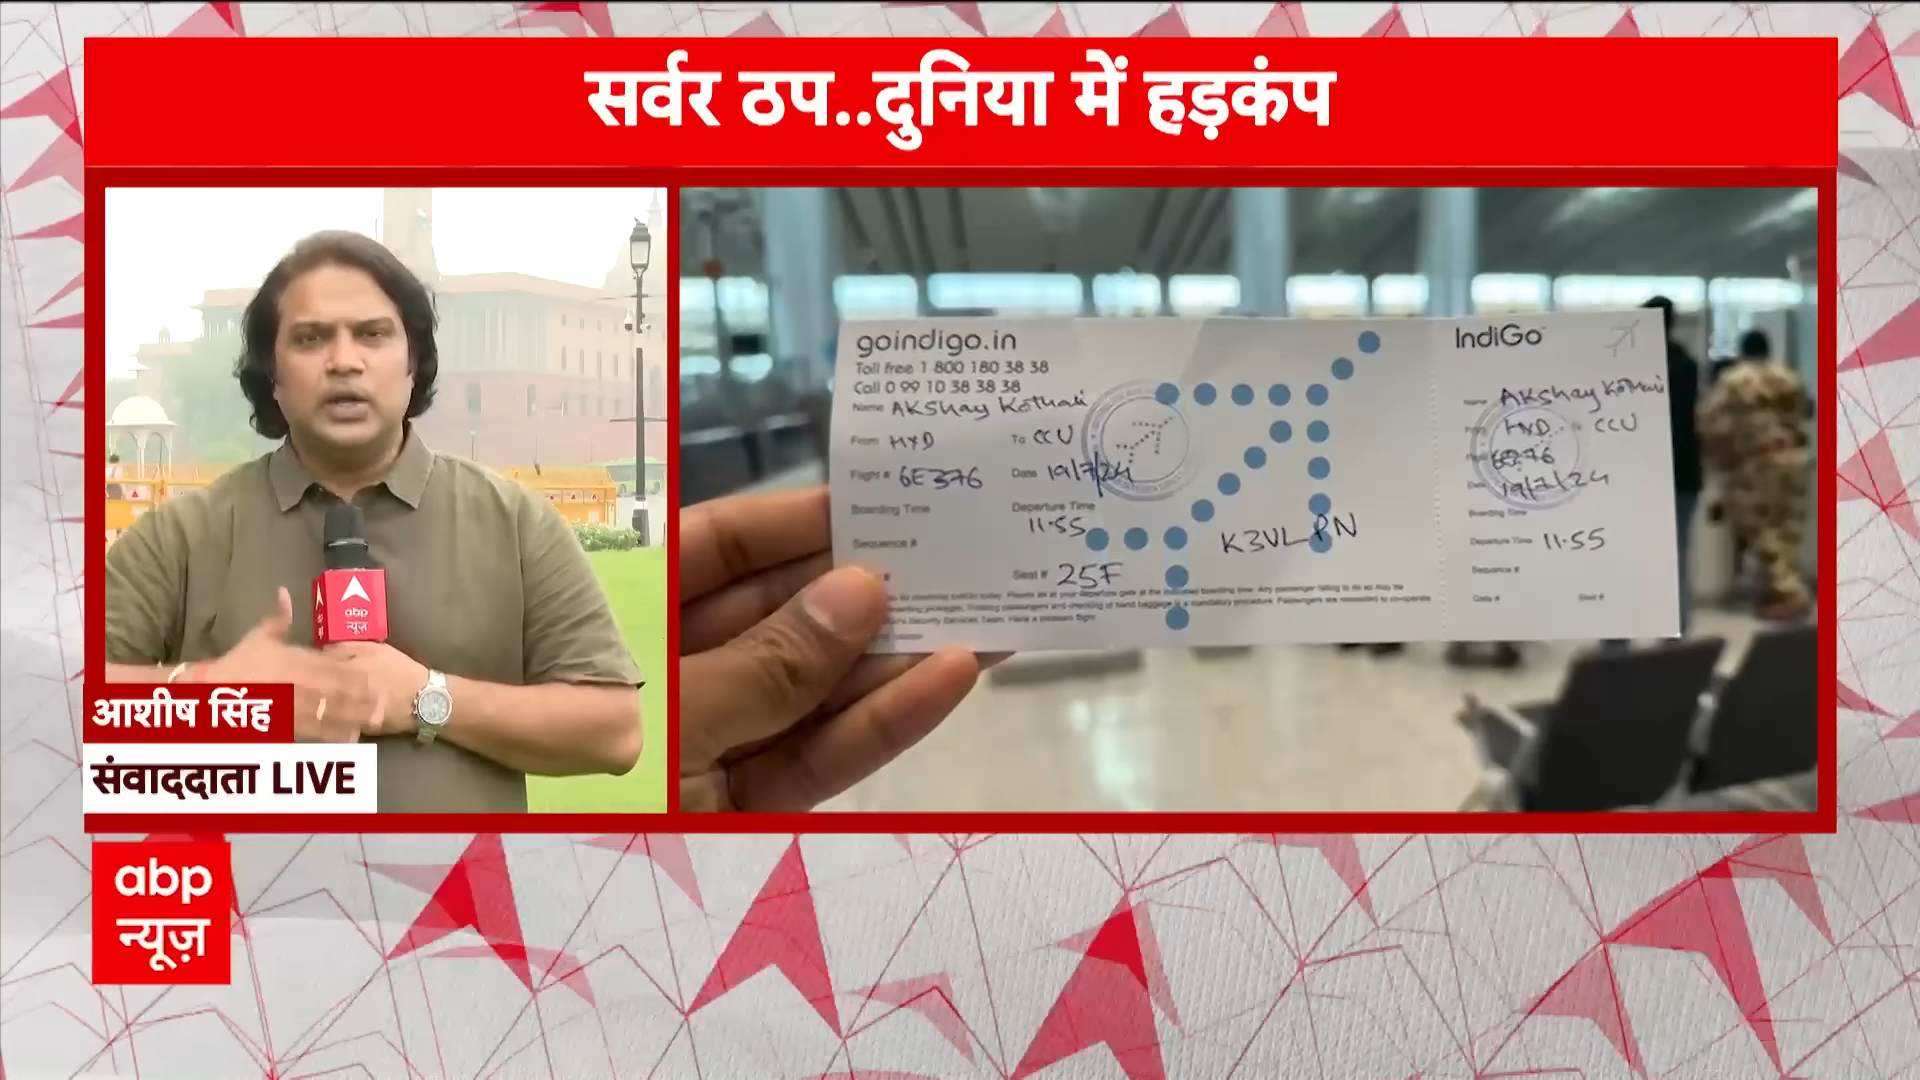 सर्वर ठप..दुनिया में हड़कंप
abp
न्यूज़
आशीष सिंह
संवाददाता LIVE
abp
न्यूज़
goindigo.in
Toll free 1 800 180 38 38
Call 0 99 10 38 38 38
Name Akshay Kothari
From HYD To CCU
Flight # 6E376 Date 19/7/24
Boarding Time Departure Time
11.55
Sequence #
K3VLPN
Seat # 25F
IndiGo
Akshay Kothari
HYD CCU
19/7/24
Boarding Time
Departure Time 11.55
Sequence #